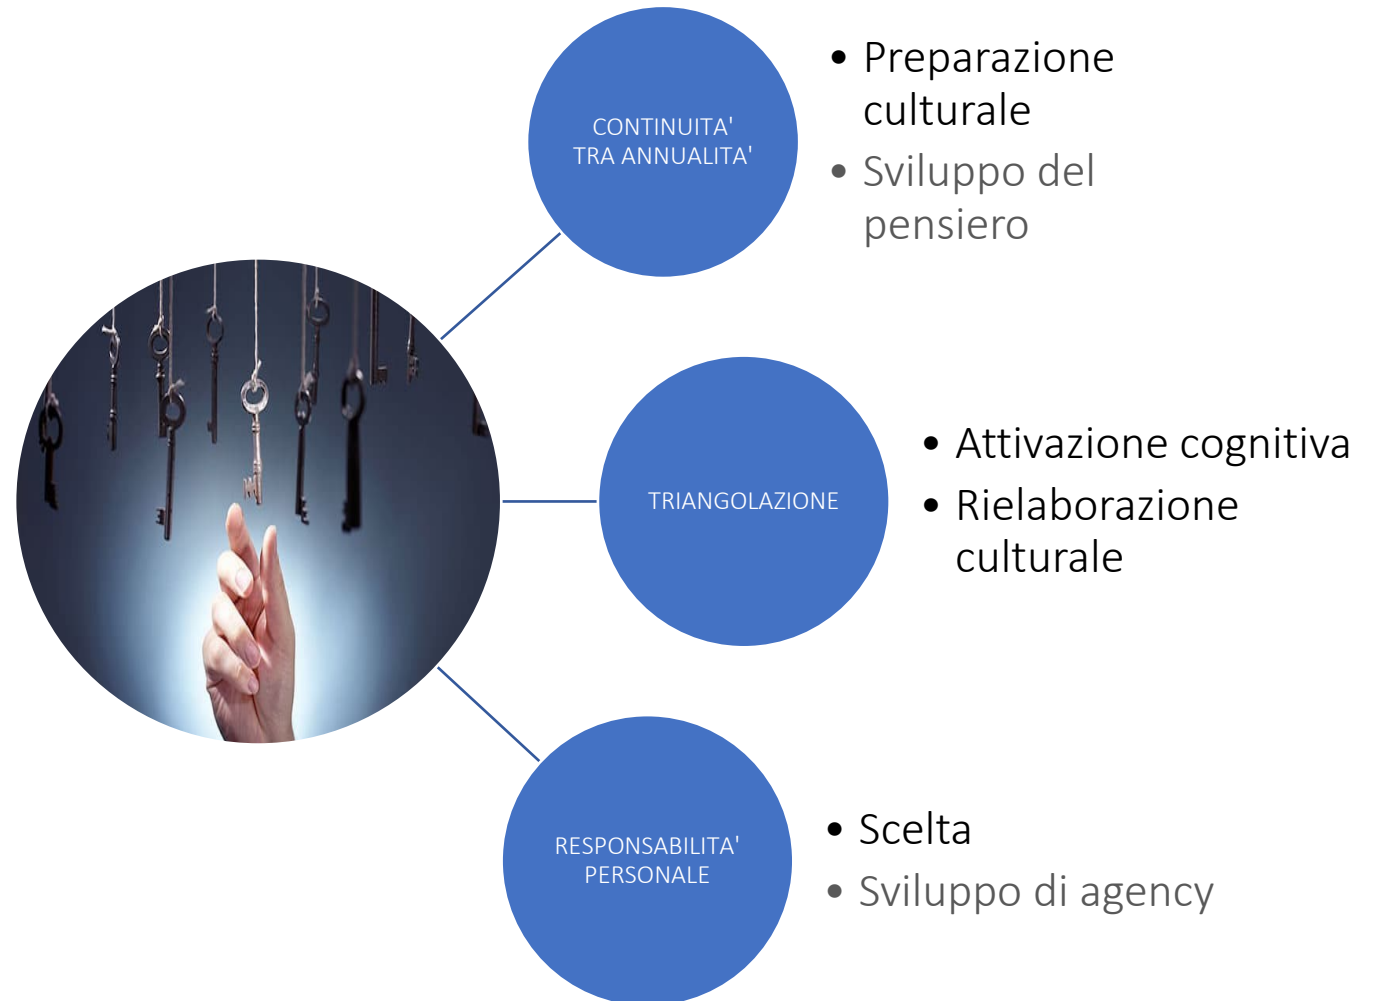 CONTINUITA'
TRA ANNUALITA'
• Preparazione
culturale
• Sviluppo del
pensiero
TRIANGOLAZIONE
• Attivazione cognitiva
• Rielaborazione
culturale
RESPONSABILITA'
PERSONALE
• Scelta
• Sviluppo di agency